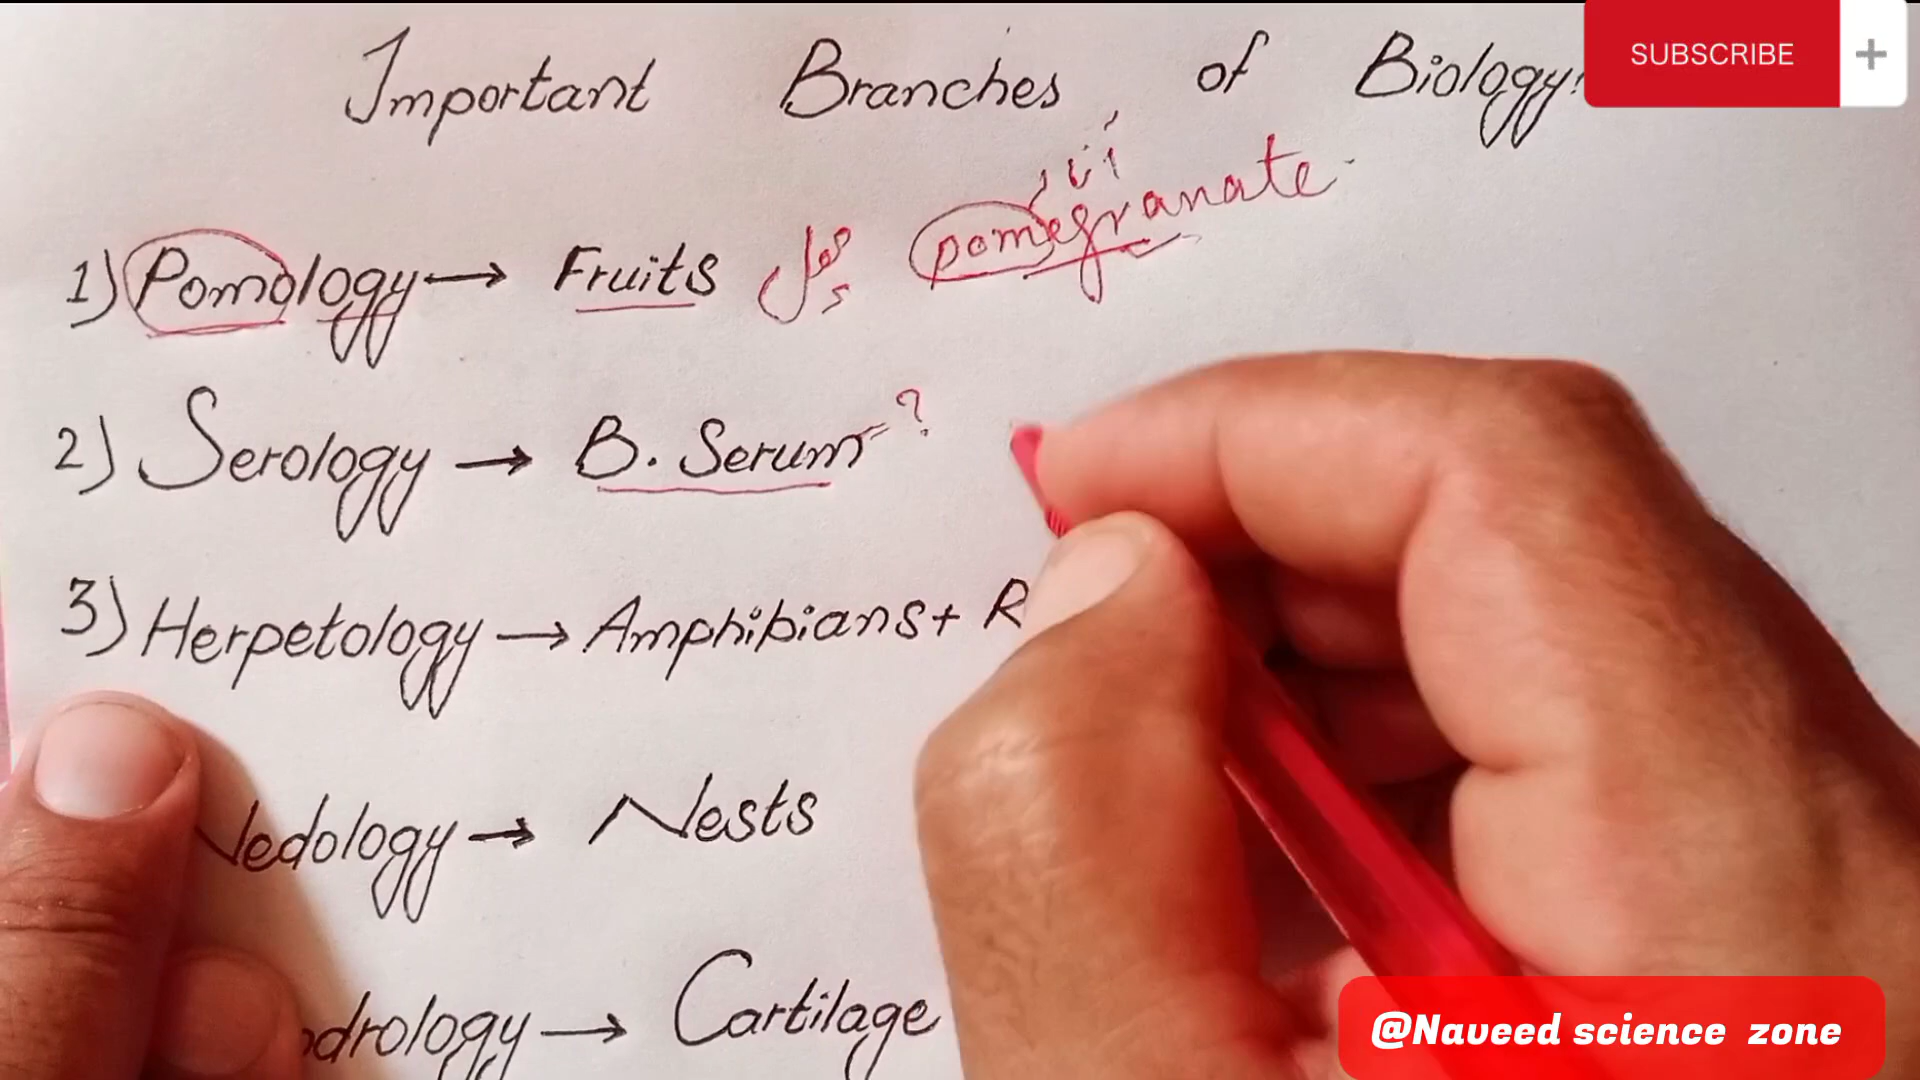 Important Branches of Biology:
SUBSCRIBE +
1) Pomology → Fruits پھل pomegranate
2) Serology → B. Serum = ?
3) Herpetology → Amphibians + R
Nedology → Nests
drology → Cartilage
@Naveed science zone